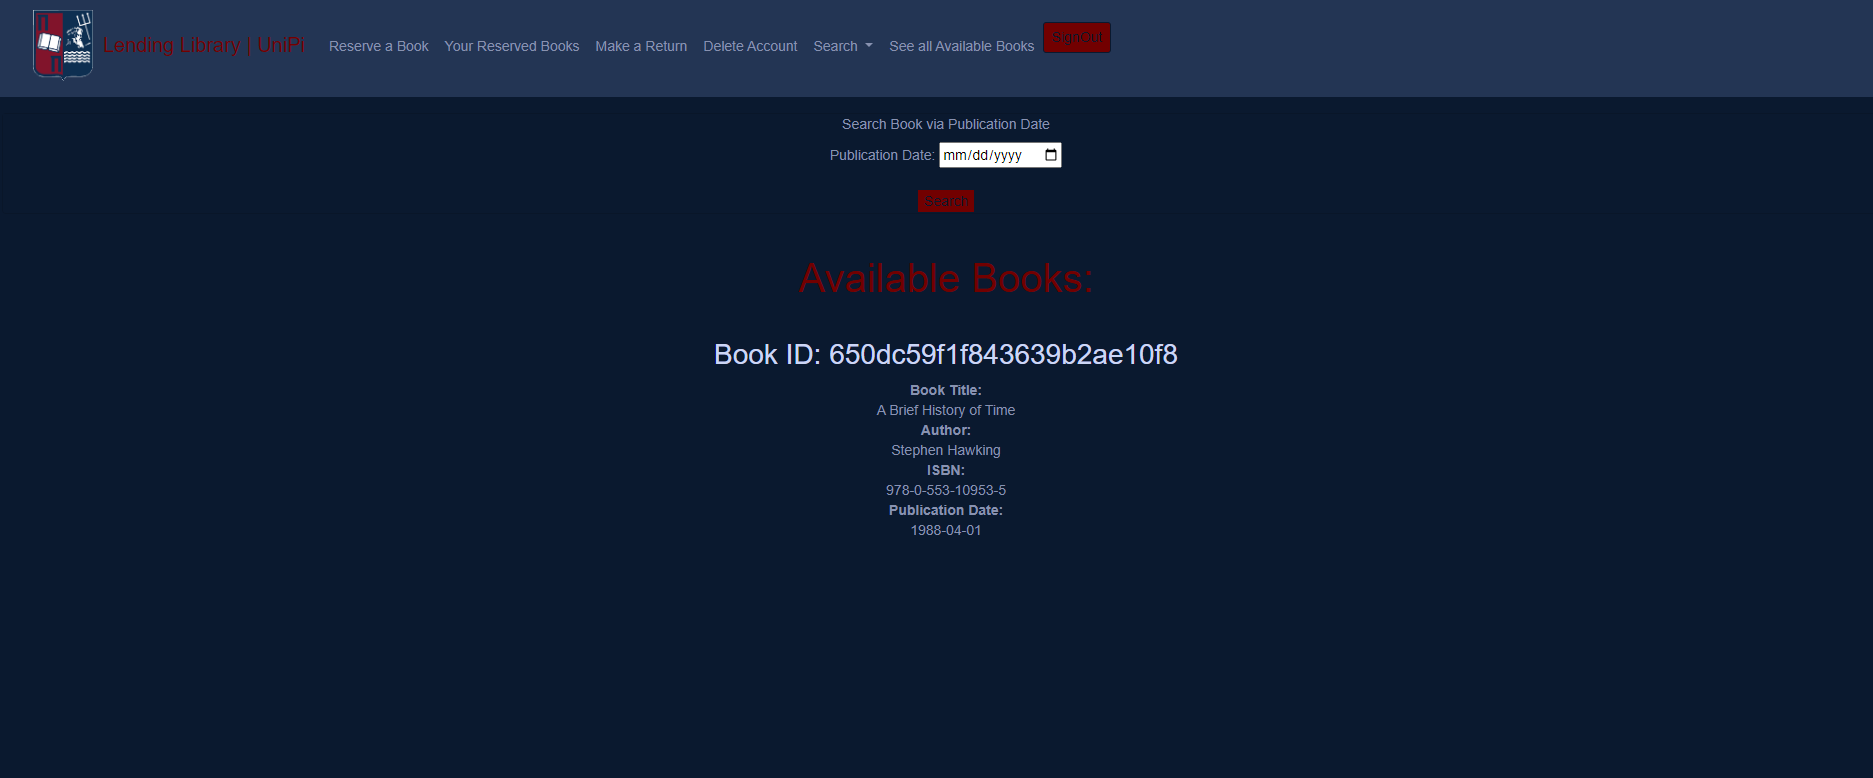 Lending Library | UniPi Reserve a Book Your Reserved Books Make a Return Delete Account Search See all Available Books SignOut
Search Book via Publication Date
Publication Date: mm/dd/yyyy
Search
Available Books:
Book ID: 650dc59f1f843639b2ae10f8
Book Title:
A Brief History of Time
Author:
Stephen Hawking
ISBN:
978-0-553-10953-5
Publication Date:
1988-04-01